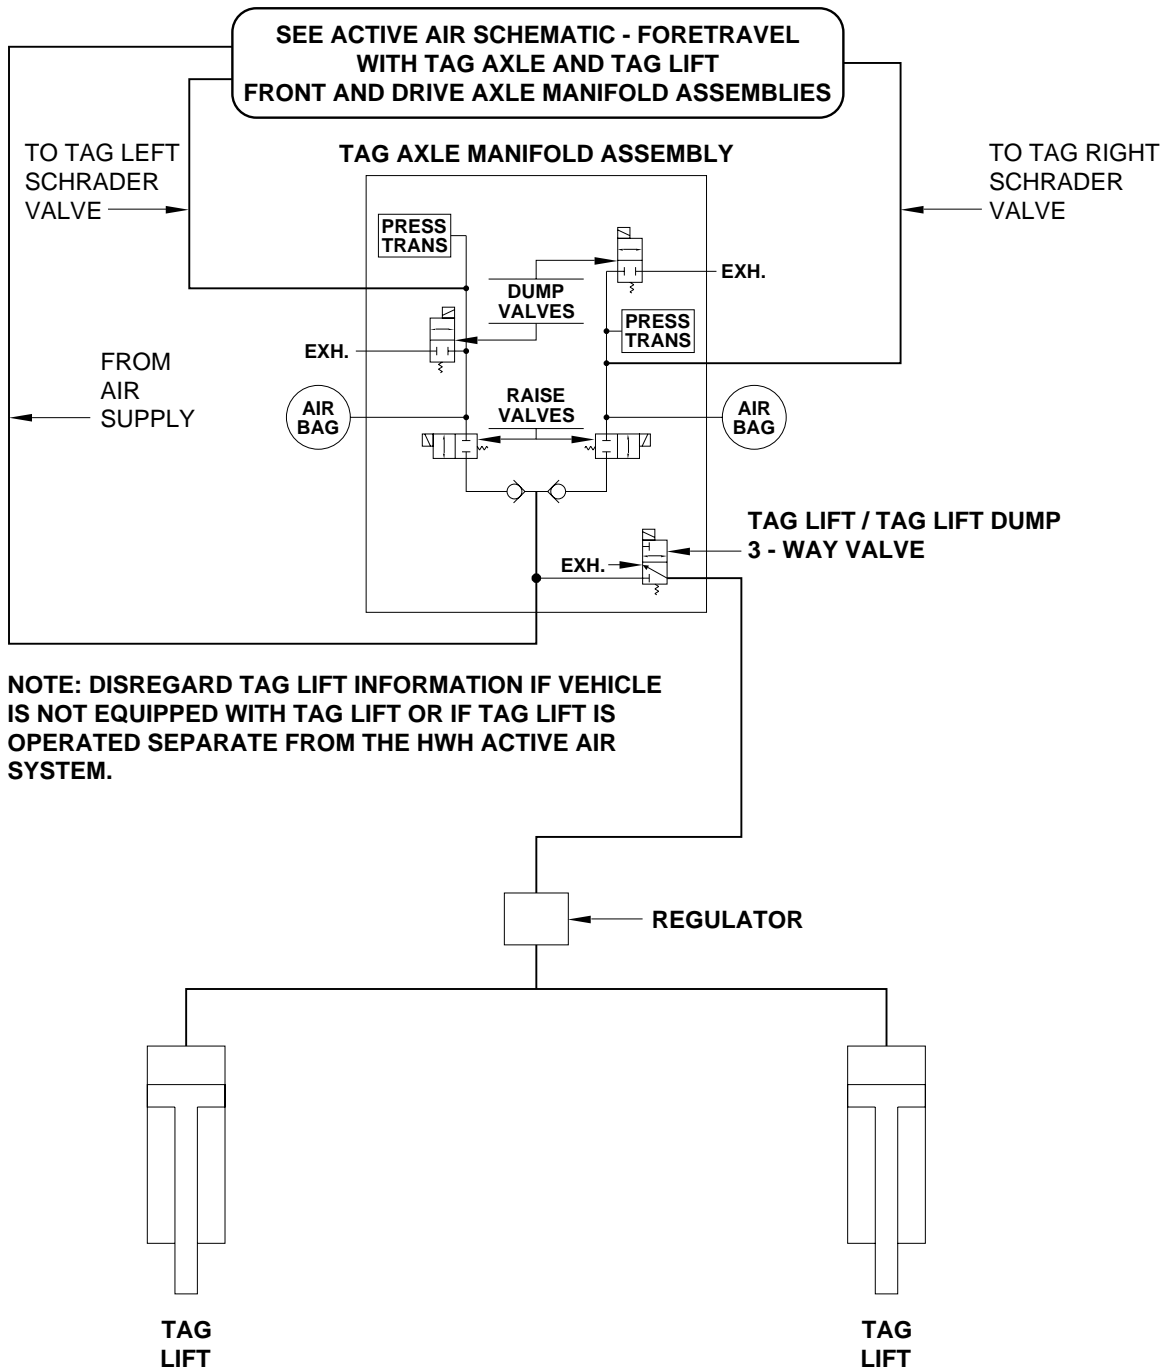 SEE ACTIVE AIR SCHEMATIC - FORETRAVEL
WITH TAG AXLE AND TAG LIFT
FRONT AND DRIVE AXLE MANIFOLD ASSEMBLIES
TO TAG LEFT
SCHRADER
VALVE
TAG AXLE MANIFOLD ASSEMBLY
TO TAG RIGHT
SCHRADER
VALVE
PRESS
TRANS
EXH.
DUMP
VALVES
PRESS
TRANS
EXH.
FROM
AIR
SUPPLY
AIR
BAG
RAISE
VALVES
AIR
BAG
TAG LIFT / TAG LIFT DUMP
3 - WAY VALVE
EXH.
NOTE: DISREGARD TAG LIFT INFORMATION IF VEHICLE
IS NOT EQUIPPED WITH TAG LIFT OR IF TAG LIFT IS
OPERATED SEPARATE FROM THE HWH ACTIVE AIR
SYSTEM.
REGULATOR
TAG
LIFT
TAG
LIFT